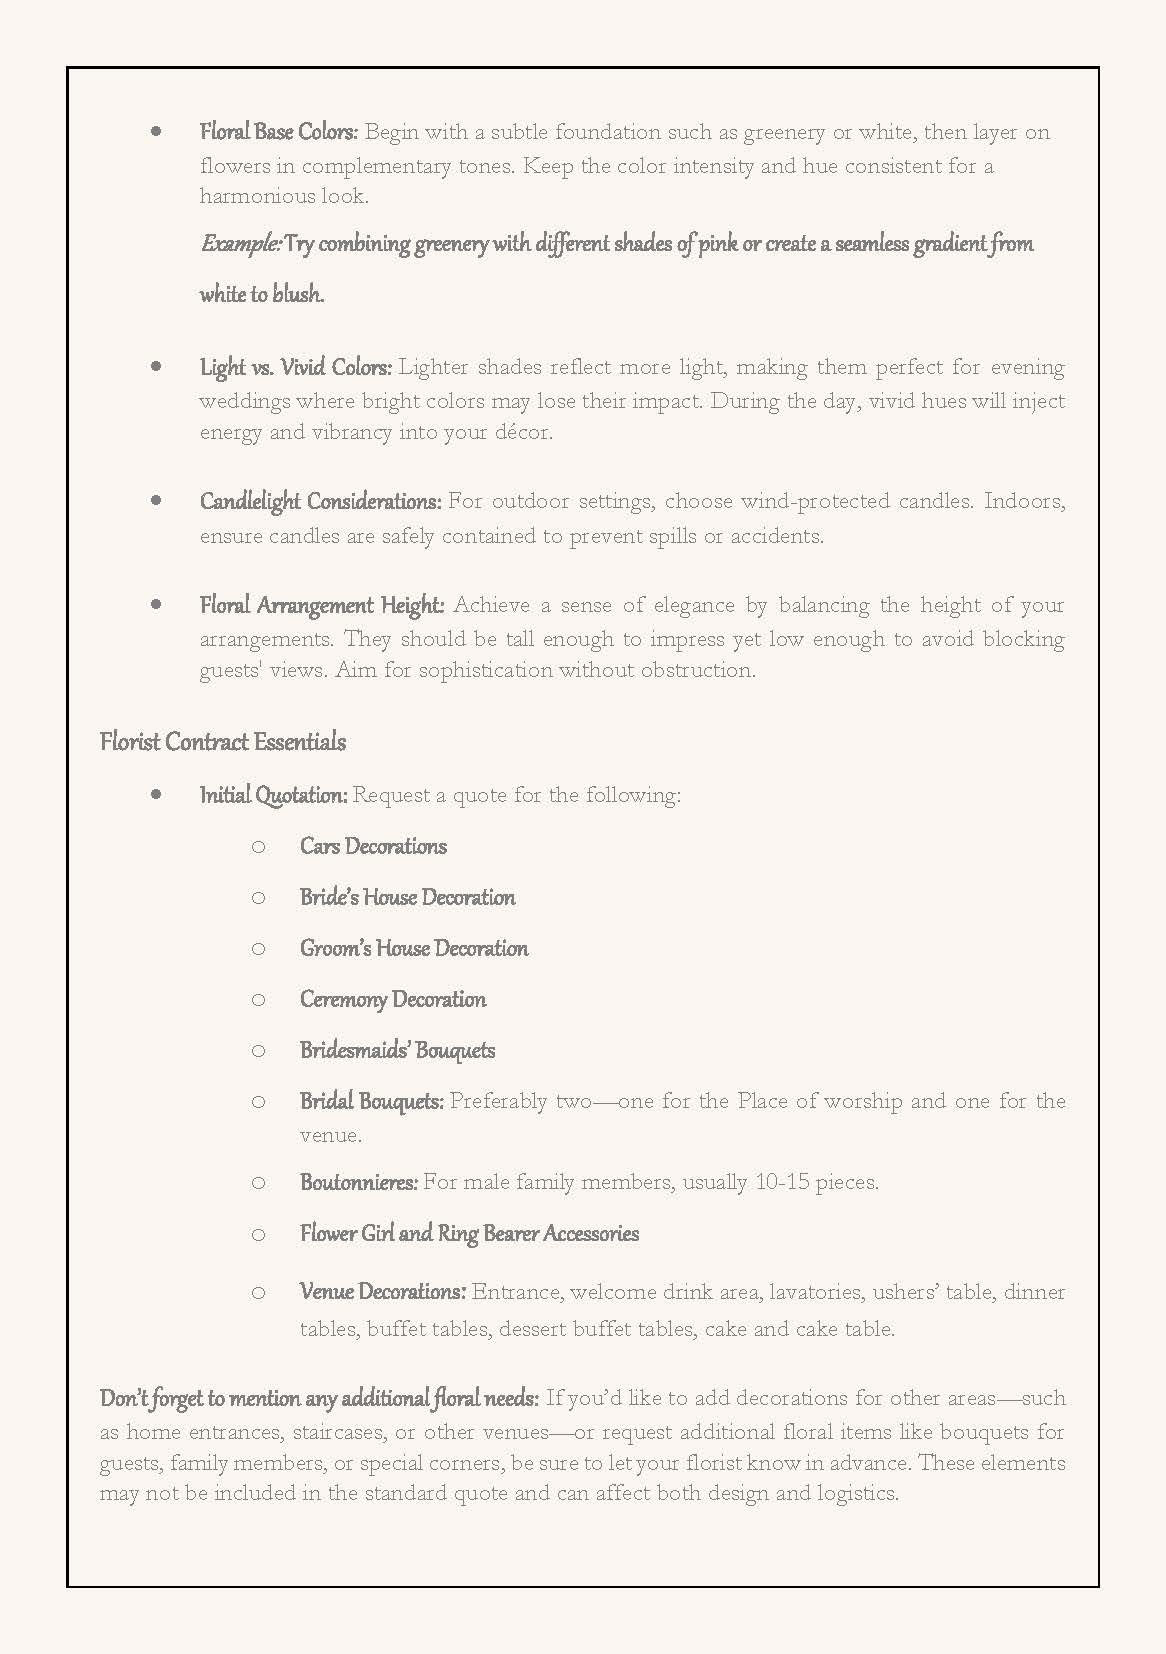 • Floral Base Colors: Begin with a subtle foundation such as greenery or white, then layer on
flowers in complementary tones. Keep the color intensity and hue consistent for a
harmonious look.
Example: Try combining greenery with different shades of pink or create a seamless gradient from
white to blush.
• Light vs. Vivid Colors: Lighter shades reflect more light, making them perfect for evening
weddings where bright colors may lose their impact. During the day, vivid hues will inject
energy and vibrancy into your décor.
• Candlelight Considerations: For outdoor settings, choose wind-protected candles. Indoors,
ensure candles are safely contained to prevent spills or accidents.
• Floral Arrangement Height: Achieve a sense of elegance by balancing the height of your
arrangements. They should be tall enough to impress yet low enough to avoid blocking
guests' views. Aim for sophistication without obstruction.
Florist Contract Essentials
• Initial Quotation: Request a quote for the following:
o Cars Decorations
o Bride’s House Decoration
o Groom’s House Decoration
o Ceremony Decoration
o Bridesmaids’ Bouquets
o Bridal Bouquets: Preferably two—one for the Place of worship and one for the
venue.
o Boutonnieres: For male family members, usually 10-15 pieces.
o Flower Girl and Ring Bearer Accessories
o Venue Decorations: Entrance, welcome drink area, lavatories, ushers’ table, dinner
tables, buffet tables, dessert buffet tables, cake and cake table.
Don’t forget to mention any additional floral needs: If you’d like to add decorations for other areas—such
as home entrances, staircases, or other venues—or request additional floral items like bouquets for
guests, family members, or special corners, be sure to let your florist know in advance. These elements
may not be included in the standard quote and can affect both design and logistics.